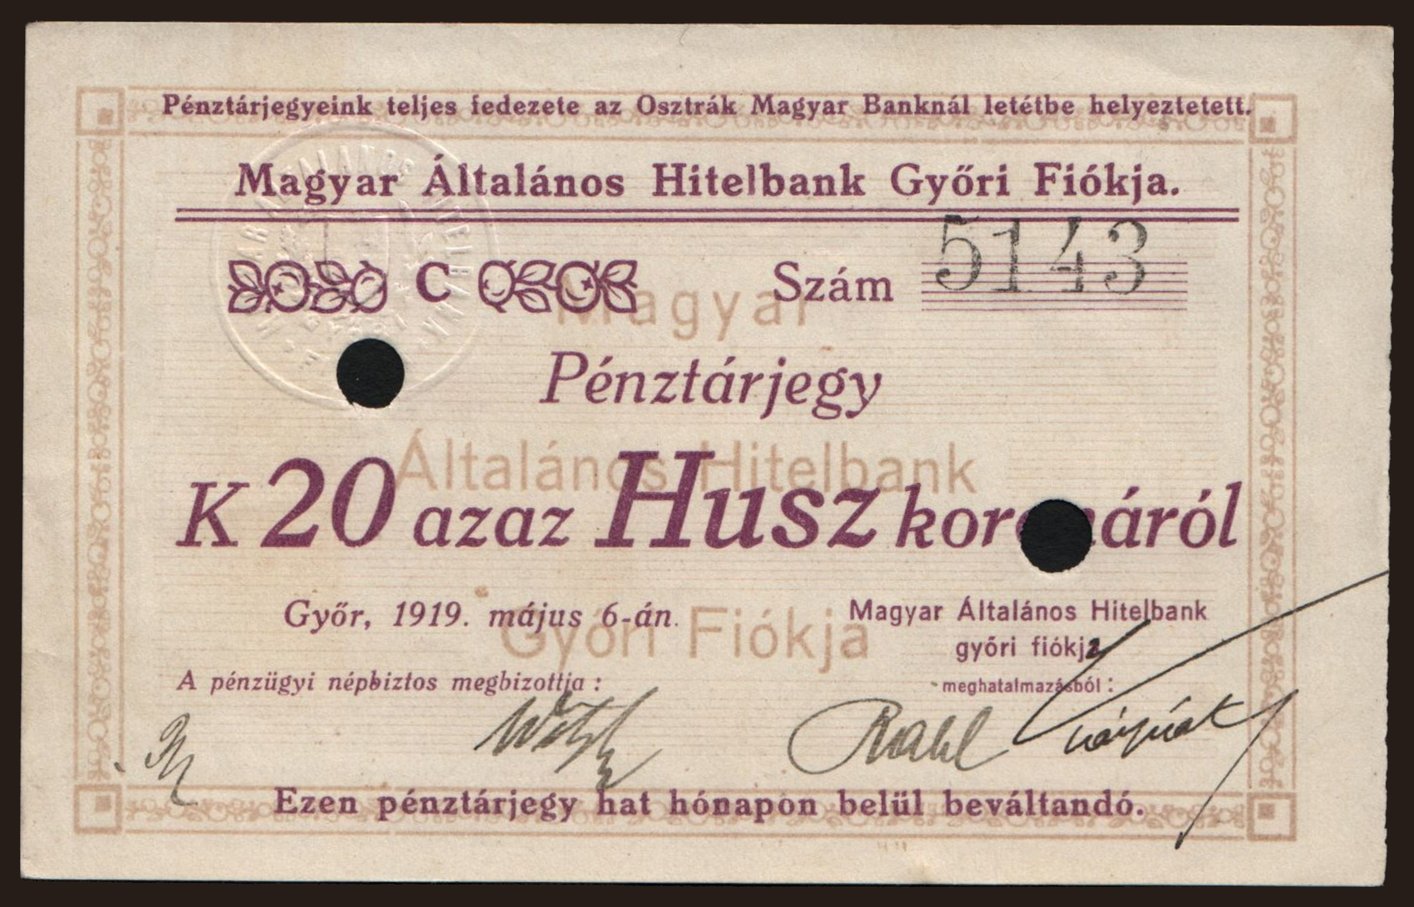 Pénztárjegyeink teljes fedezete az Osztrák Magyar Banknál letétbe helyeztetett.
Magyar Általános Hitelbank Győri Fiókja.
C Szám 5143
Magyar
Pénztárjegy
Általános Hitelbank
K 20 azaz Husz koronáról
Győr, 1919. május 6-án.
Magyar Általános Hitelbank
győri fiókja
Győri Fiókja
A pénzügyi népbiztos megbizottja :
meghatalmazásból :
Ezen pénztárjegy hat hónapon belül beváltandó.